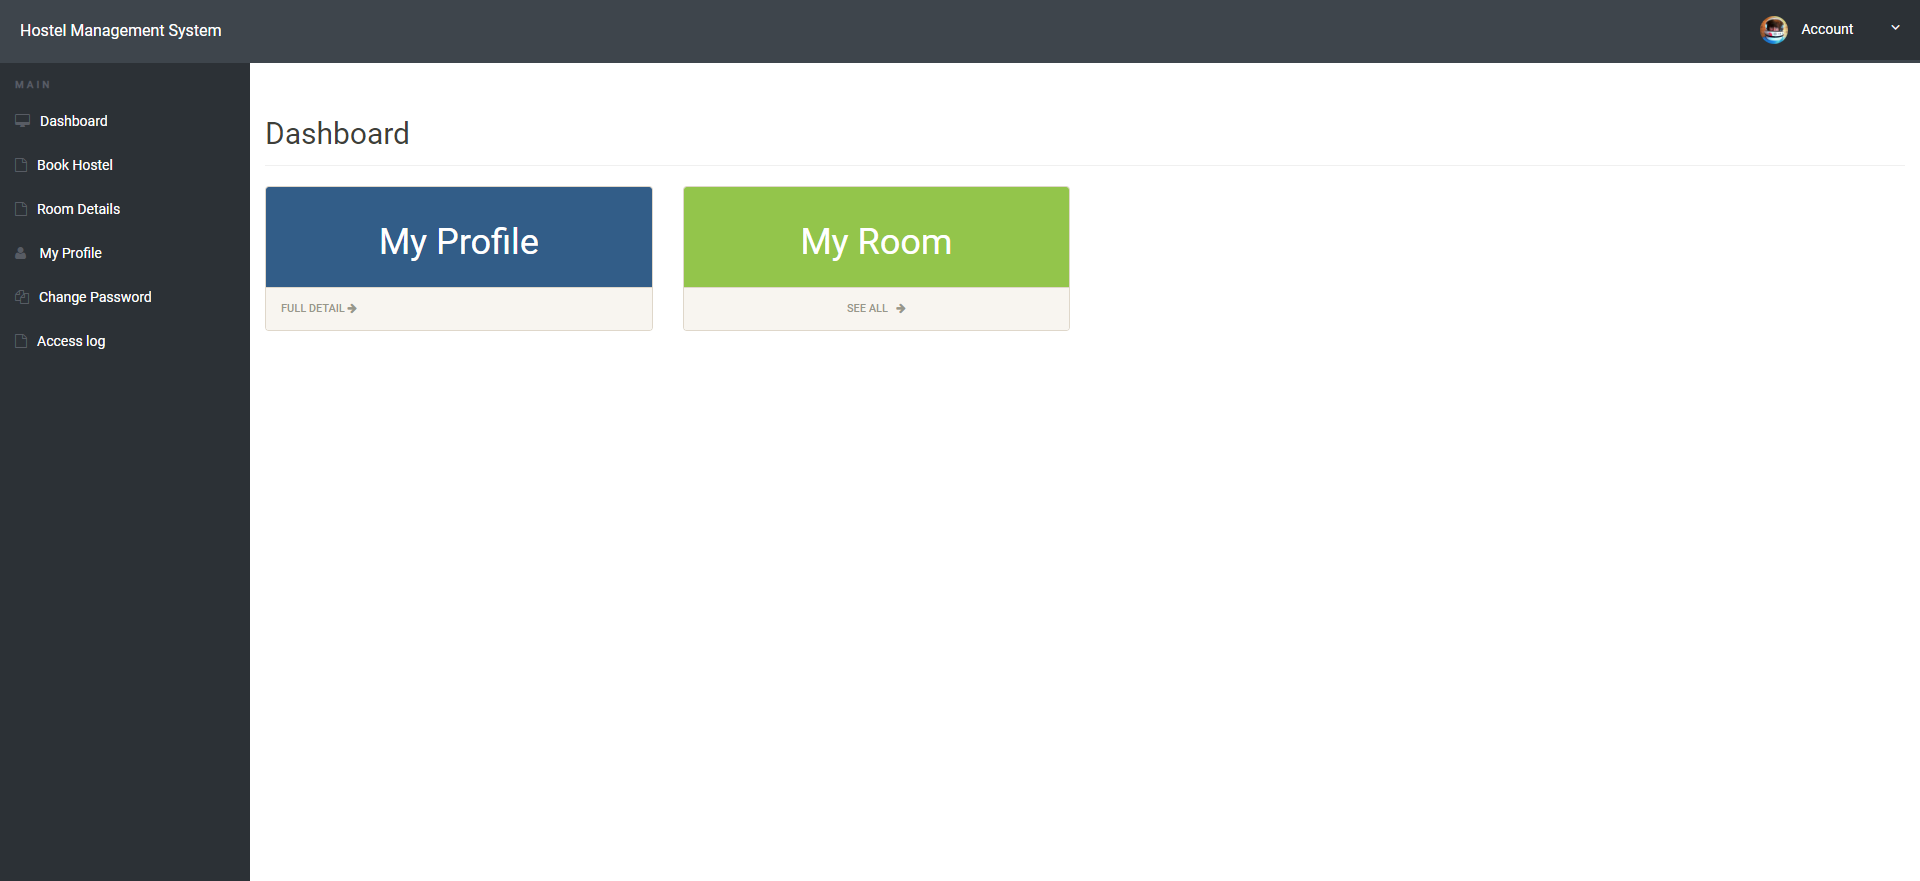 Hostel Management System
Account
MAIN
Dashboard
Book Hostel
Room Details
My Profile
Change Password
Access log
Dashboard
My Profile
FULL DETAIL
My Room
SEE ALL